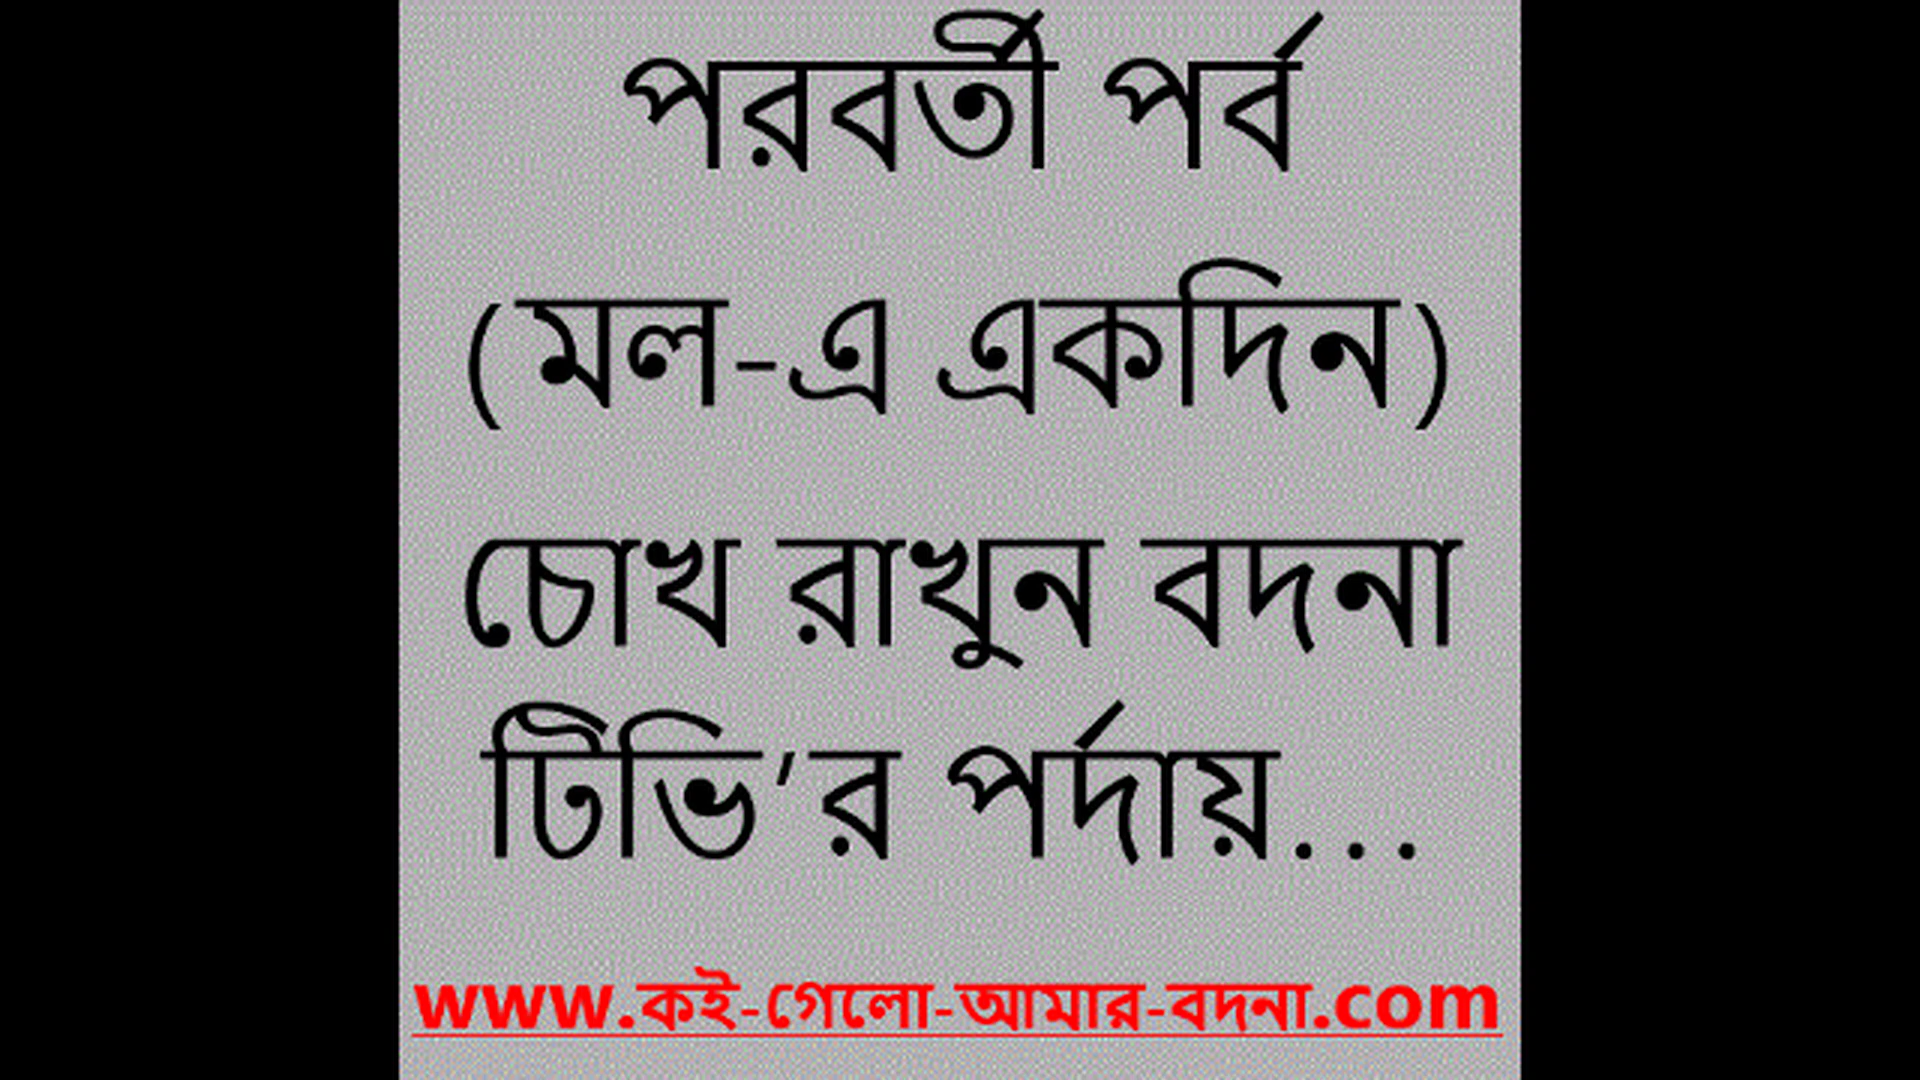 পরবর্তী পর্ব
(মল-এ একদিন)
চোখ রাখুন বদনা
টিভি’র পর্দায়...
www.কই-গেলো-আমার-বদনা.com